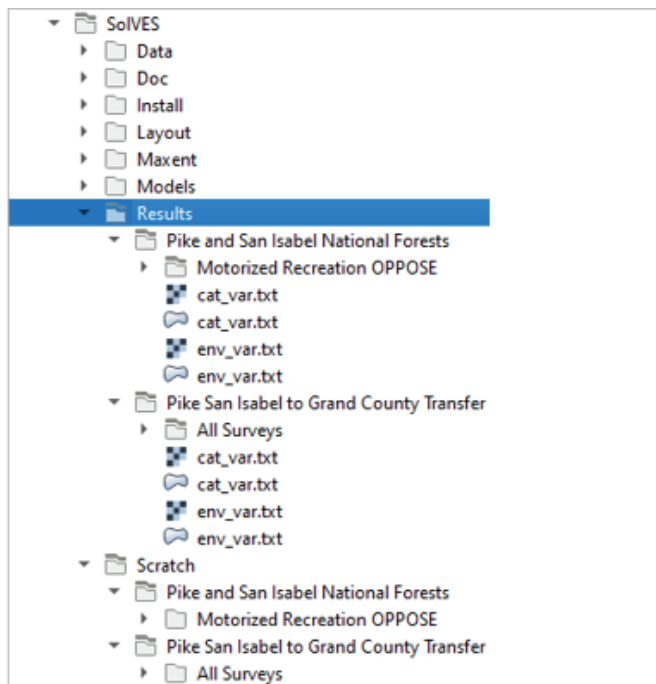 SolVES
Data
Doc
Install
Layout
Maxent
Models
Results
Pike and San Isabel National Forests
Motorized Recreation OPPOSE
cat_var.txt
cat_var.txt
env_var.txt
env_var.txt
Pike San Isabel to Grand County Transfer
All Surveys
cat_var.txt
cat_var.txt
env_var.txt
env_var.txt
Scratch
Pike and San Isabel National Forests
Motorized Recreation OPPOSE
Pike San Isabel to Grand County Transfer
All Surveys